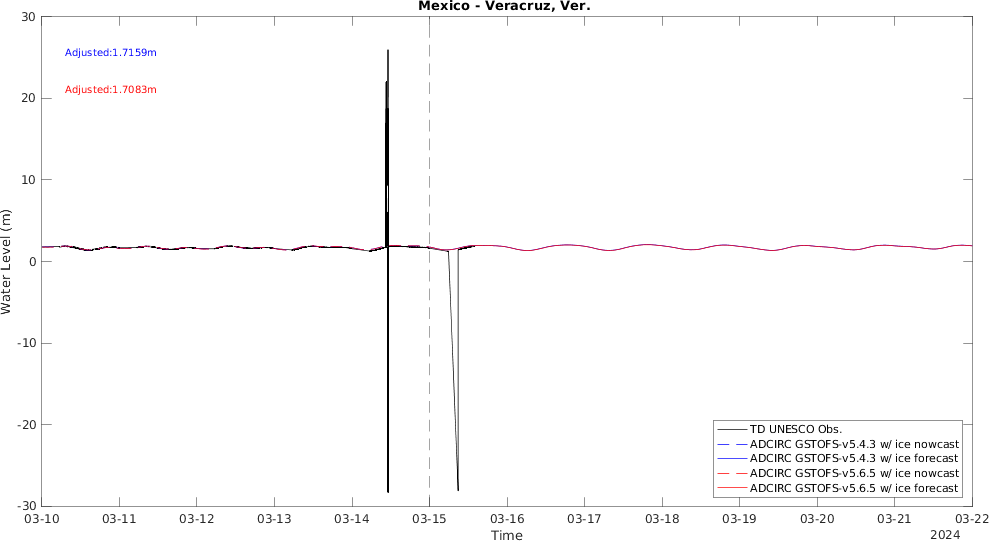 Mexico - Veracruz, Ver.
30
20
10
0
-10
-20
-30
Water Level (m)
Adjusted:1.7159m
Adjusted:1.7083m
TD UNESCO Obs.
ADCIRC GSTOFS-v5.4.3 w/ ice nowcast
ADCIRC GSTOFS-v5.4.3 w/ ice forecast
ADCIRC GSTOFS-v5.6.5 w/ ice nowcast
ADCIRC GSTOFS-v5.6.5 w/ ice forecast
03-10 03-11 03-12 03-13 03-14 03-15 03-16 03-17 03-18 03-19 03-20 03-21 03-22
Time
2024